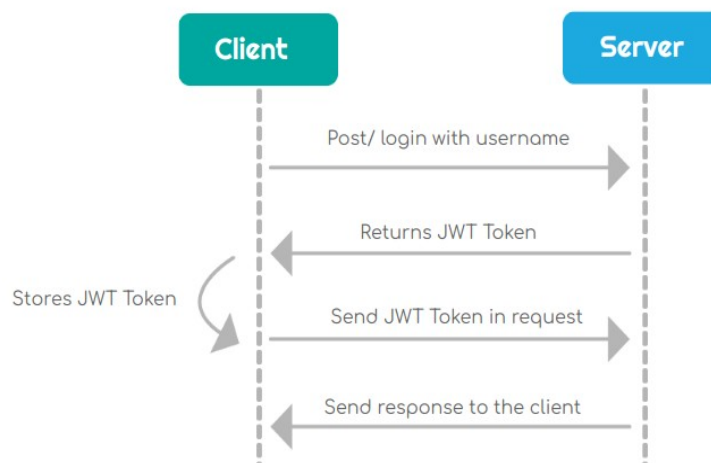 Client
Server
Post/ login with username
Returns JWT Token
Stores JWT Token
Send JWT Token in request
Send response to the client